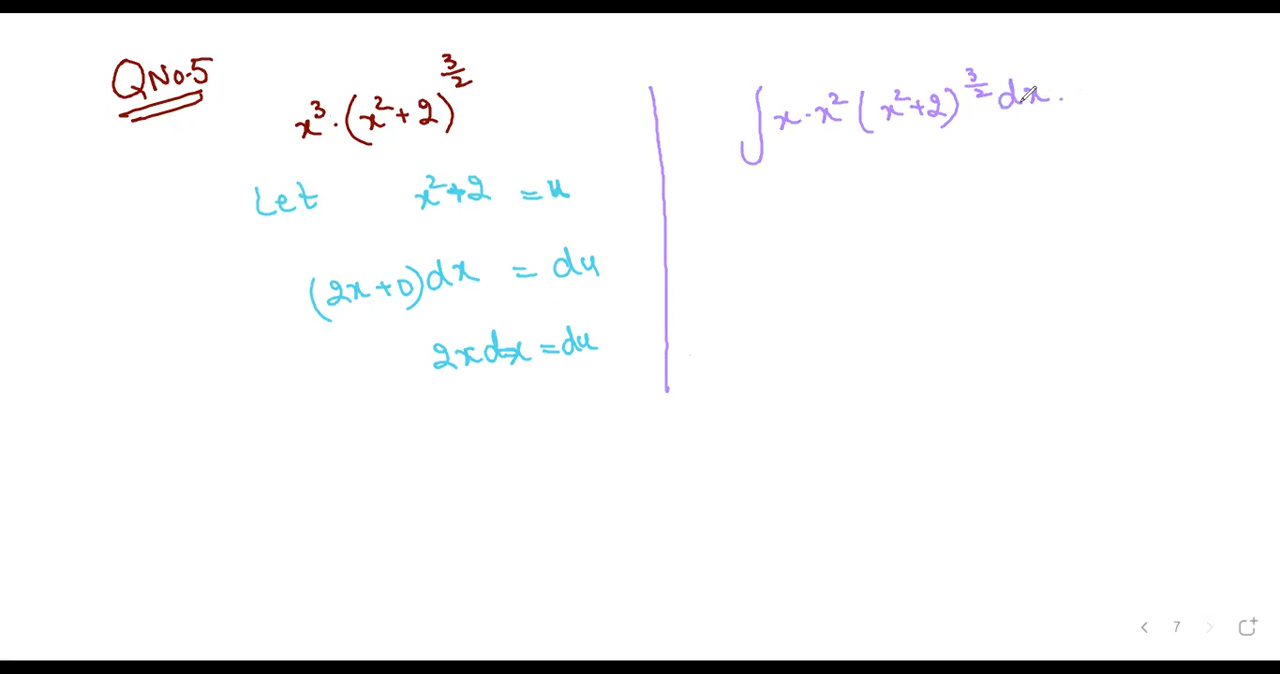 QNo.5
x³·(x²+2)^(3/2)
Let x²+2 = u
(2x+0)dx = du
2xdx=du
∫x·x²(x²+2)^(3/2) dx.
7